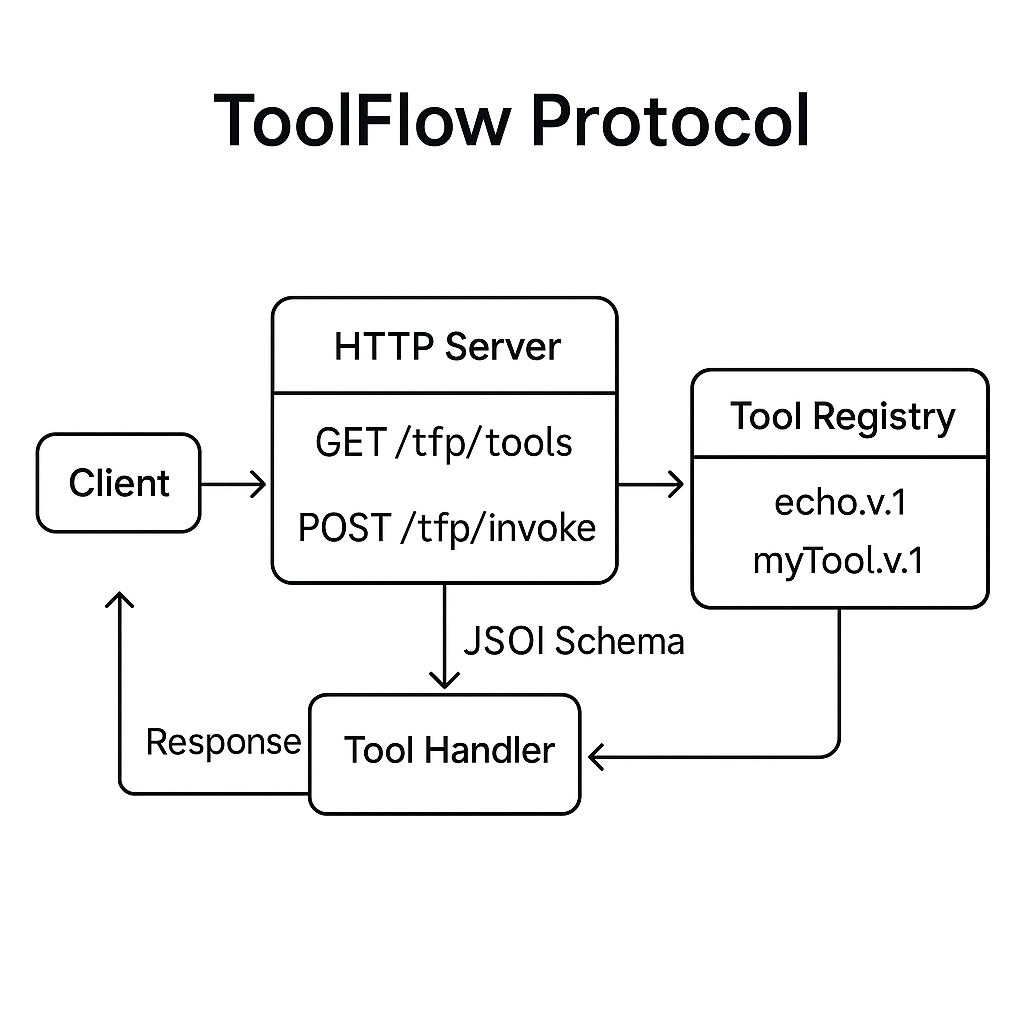 ToolFlow Protocol
HTTP Server
GET /tfp/tools
POST /tfp/invoke
Client
Tool Registry
echo.v.1
myTool.v.1
JSOI Schema
Response
Tool Handler